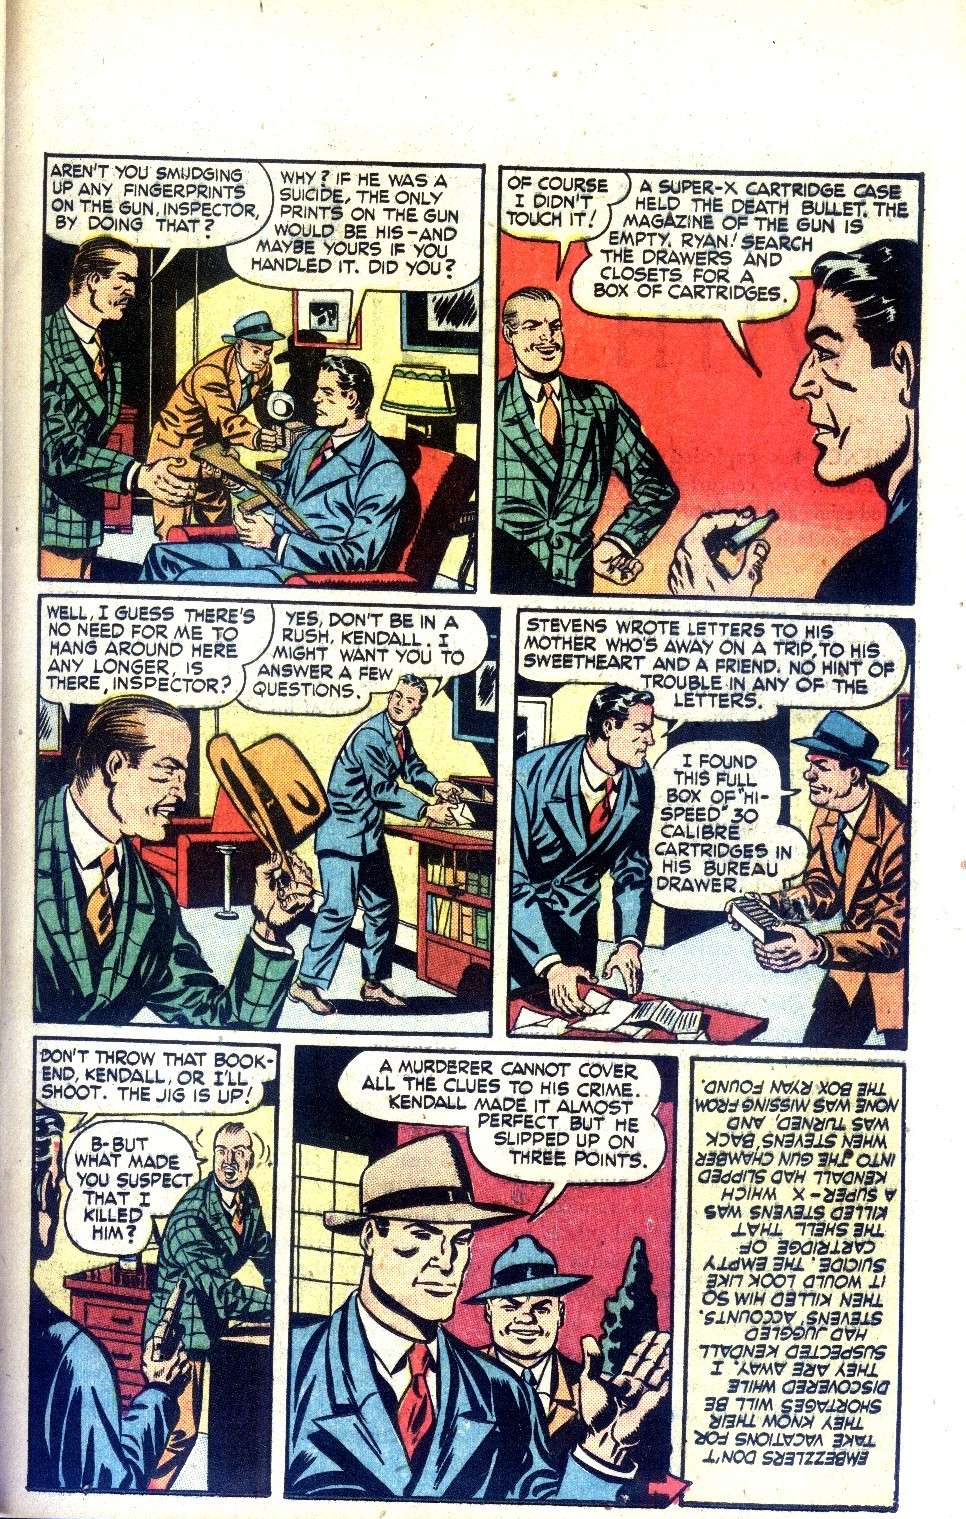 AREN'T YOU SMUDGING
UP ANY FINGERPRINTS
ON THE GUN, INSPECTOR,
BY DOING THAT?
WHY? IF HE WAS A
SUICIDE, THE ONLY
PRINTS ON THE GUN
WOULD BE HIS—AND
MAYBE YOURS IF YOU
HANDLED IT. DID YOU?
OF COURSE
I DIDN'T
TOUCH IT!
A SUPER-X CARTRIDGE CASE
HELD THE DEATH BULLET. THE
MAGAZINE OF THE GUN IS
EMPTY, RYAN! SEARCH
THE DRAWERS AND
CLOSETS FOR A
BOX OF CARTRIDGES.
WELL, I GUESS THERE'S
NO NEED FOR ME TO
HANG AROUND HERE
ANY LONGER, IS
THERE, INSPECTOR?
YES, DON'T BE IN A
RUSH, KENDALL. I
MIGHT WANT YOU TO
ANSWER A FEW
QUESTIONS.
STEVENS WROTE LETTERS TO HIS
MOTHER WHO'S AWAY ON A TRIP, TO HIS
SWEETHEART AND A FRIEND. NO HINT OF
TROUBLE IN ANY OF THE
LETTERS.
I FOUND
THIS FULL
BOX OF "HI-
SPEED" 30
CALIBRE
CARTRIDGES IN
HIS BUREAU
DRAWER.
DON'T THROW THAT BOOK-
END, KENDALL, OR I'LL
SHOOT. THE JIG IS UP!
B-BUT
WHAT MADE
YOU SUSPECT
THAT I
KILLED
HIM?
A MURDERER CANNOT COVER
ALL THE CLUES TO HIS CRIME.
KENDALL MADE IT ALMOST
PERFECT BUT HE
SLIPPED UP ON
THREE POINTS.
EMBEZZLERS DON'T
TAKE VACATIONS FOR
THEY KNOW THEIR
SHORTAGES WILL BE
DISCOVERED WHILE
THEY ARE AWAY. I
SUSPECTED KENDALL
HAD JUGGLED
STEVENS' ACCOUNTS.
THEN KILLED HIM SO
IT WOULD LOOK LIKE
SUICIDE. THE EMPTY
CARTRIDGE OF
THE SHELL THAT
KILLED STEVENS WAS
A SUPER-X WHICH
KENDALL HAD SLIPPED
INTO THE GUN CHAMBER
WHEN STEVENS' BACK
WAS TURNED, AND
NONE WAS MISSING FROM
THE BOX RYAN FOUND.